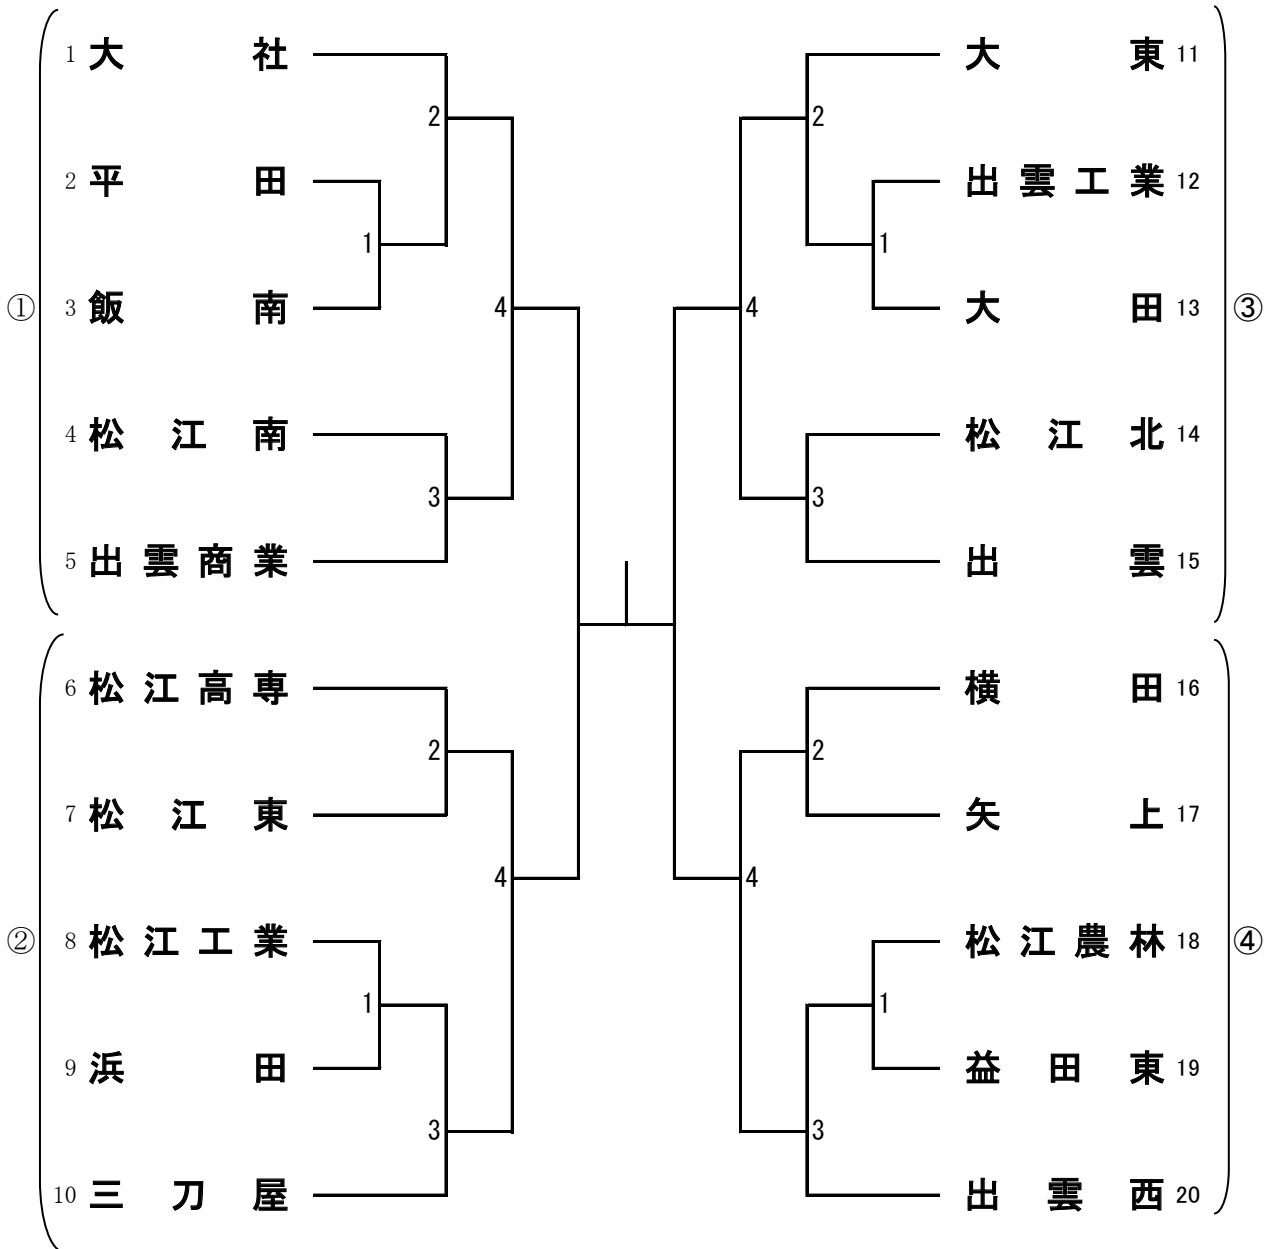 1 大社
2 平田
3 飯南
4 松江南
5 出雲商業
6 松江高専
7 松江東
8 松江工業
9 浜田
10 三刀屋
①
②
2
1
4
3
2
4
1
3
2
1
4
3
2
4
1
3
大東 11
出雲工業 12
大田 13
松江北 14
出雲 15
横田 16
矢上 17
松江農林 18
益田東 19
出雲西 20
③
④